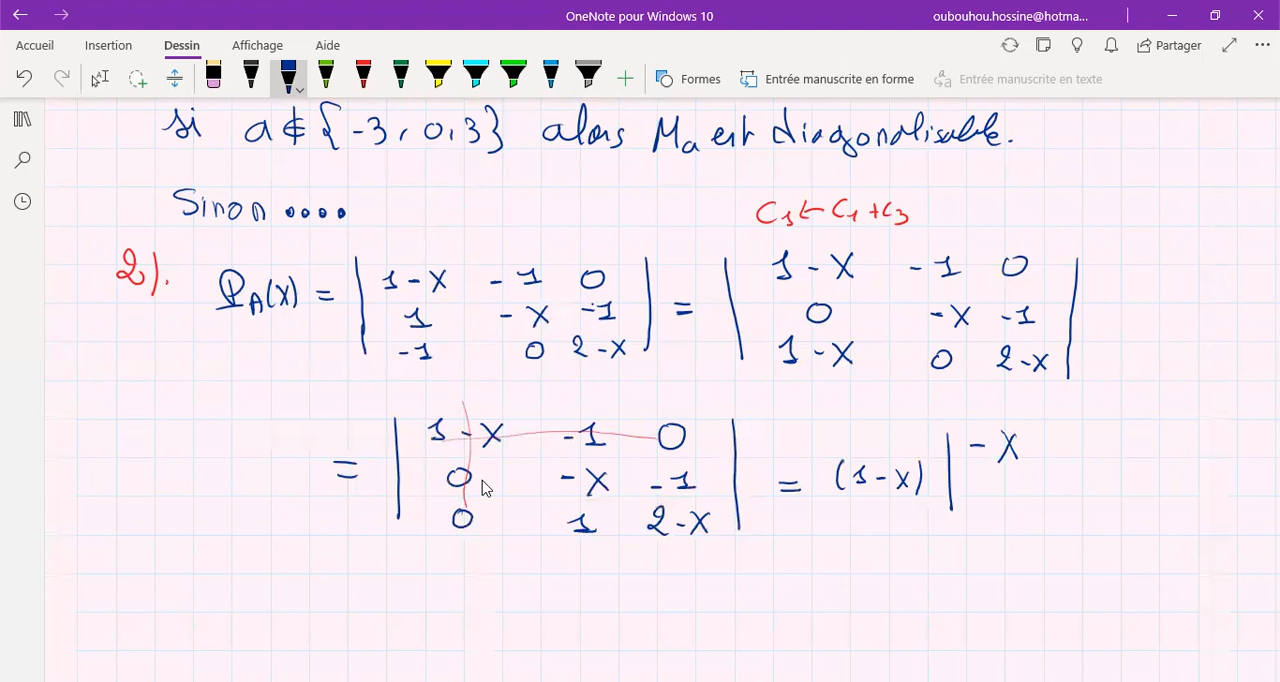 OneNote pour Windows 10
oubouhou.hossine@hotma...
Accueil Insertion Dessin Affichage Aide
Partager
Formes Entrée manuscrite en forme Entrée manuscrite en texte
Si a ∉ {-3, 0, 3} alors Ma est diagonalisable.
Sinon ....
C1 ← C1 + C3
2). P_A(X) = | 1-X -1 0 | = | 1-X -1 0 |
| 1 -X -1 | | 0 -X -1 |
| -1 0 2-X | | 1-X 0 2-X |
= | 1-X -1 0 | = (1-X) | -X
| 0 -X -1 |
| 0 1 2-X |